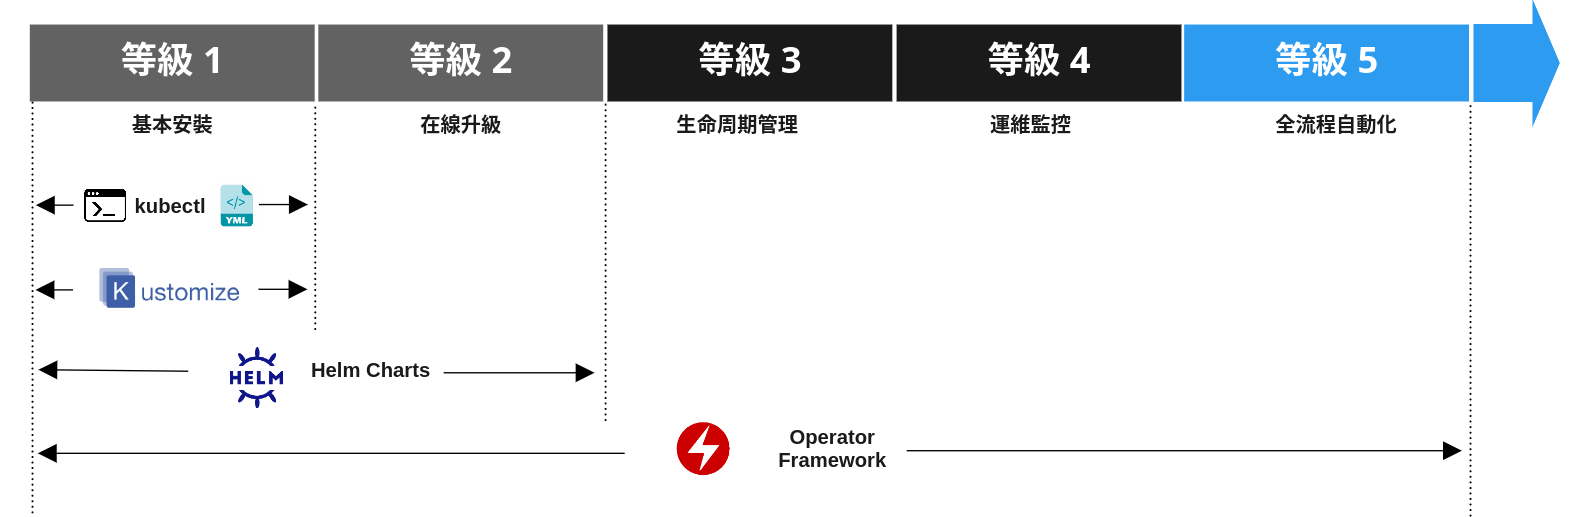 等級 1
等級 2
等級 3
等級 4
等級 5
基本安裝
在線升級
生命周期管理
運維監控
全流程自動化
kubectl
</>
YML
Kustomize
HELM
Helm Charts
Operator
Framework